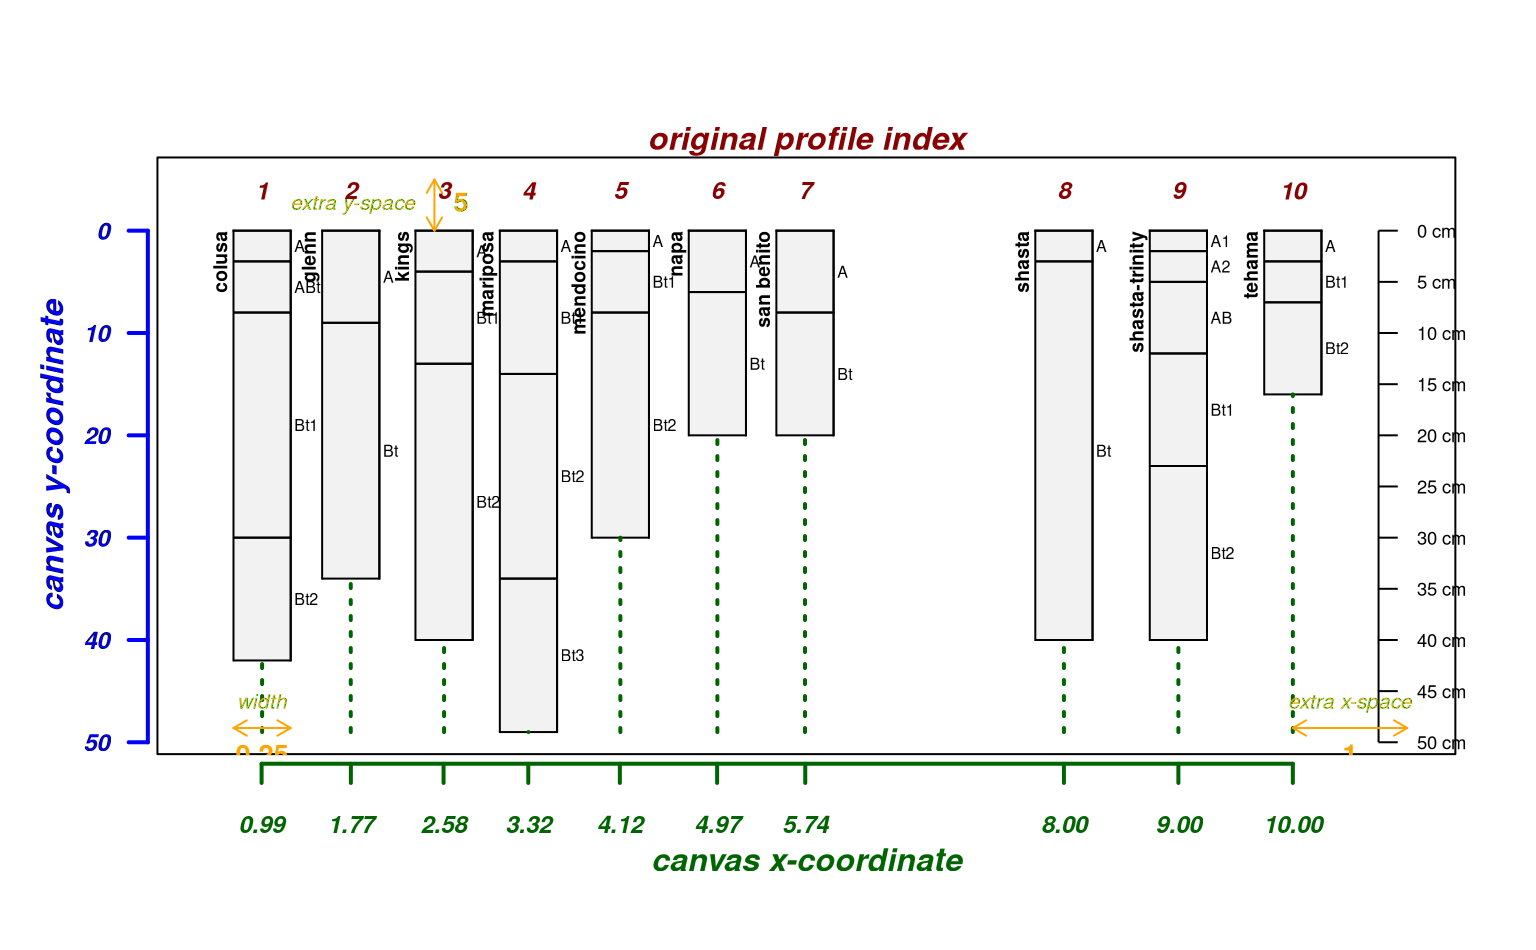 original profile index
1 2 3 4 5 6 7 8 9 10
extra y-space 5
canvas y-coordinate
0
10
20
30
40
50
colusa
A
ABt
Bt1
Bt2
glenn
A
Bt
kings
A
Bt1
Bt2
mariposa
A
Bt1
Bt2
Bt3
mendocino
A
Bt1
Bt2
napa
A
Bt
san benito
A
Bt
shasta
A
Bt
shasta-trinity
A1
A2
AB
Bt1
Bt2
tehama
A
Bt1
Bt2
0 cm
5 cm
10 cm
15 cm
20 cm
25 cm
30 cm
35 cm
40 cm
45 cm
50 cm
width
0.25
extra x-space
1
0.99 1.77 2.58 3.32 4.12 4.97 5.74 8.00 9.00 10.00
canvas x-coordinate